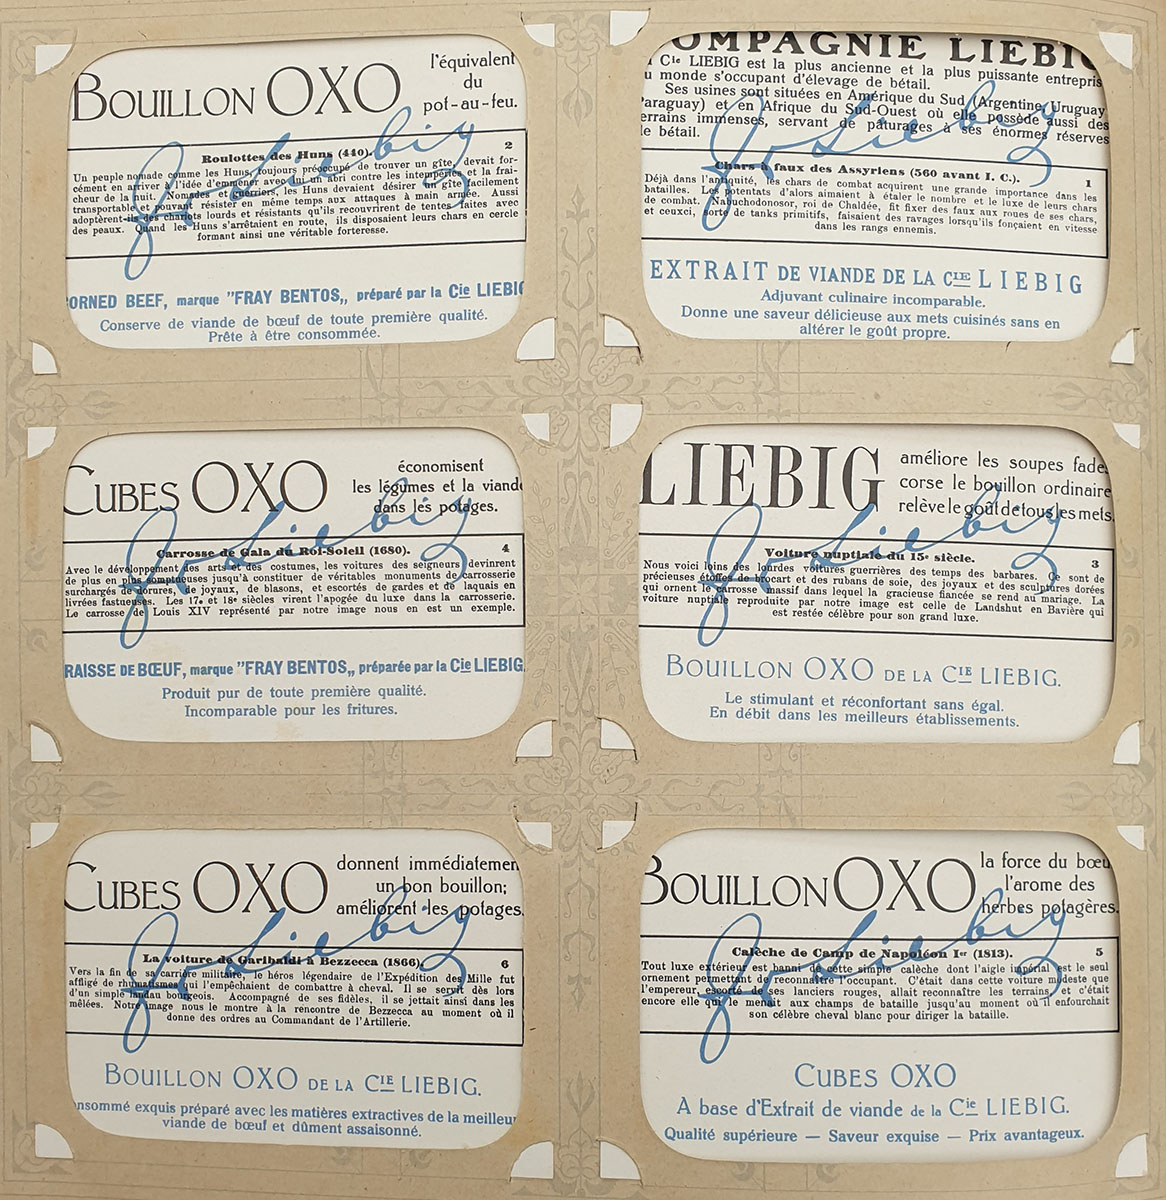 BOUILLON OXO
l'équivalent
du
pot-au-feu.
Roulottes des Huns (440).
2
Un peuple nomade comme les Huns, toujours préoccupé de trouver un gîte, devait for-
cément en arriver à l'idée d'emmener avec lui un abri contre les intempéries et la fraî-
cheur de la nuit. Nomades et guerriers, les Huns devaient désirer un gîte facilement
transportable et pouvant résister en même temps aux attaques à main armée. Aussi
adoptèrent-ils des chariots lourds et résistants qu'ils recouvrirent de tentes faites avec
des peaux. Quand les Huns s'arrêtaient en route, ils disposaient leurs chars en cercle
formant ainsi une véritable forteresse.
J v Liebig
ORNED BEEF, marque "FRAY BENTOS„ préparé par la Cie LIEBIG
Conserve de viande de bœuf de toute première qualité.
Prête à être consommée.
OMPAGNIE LIEBIG
Cie LIEBIG est la plus ancienne et la plus puissante entrepris
u monde s'occupant d'élevage de bétail.
Ses usines sont situées en Amérique du Sud (Argentine, Uruguay
Paraguay) et en Afrique du Sud-Ouest où elle possède aussi des
errains immenses, servant de pâturages à ses énormes réserves
de bétail.
Chars à faux des Assyriens (560 avant I. C.).
1
Déjà dans l'antiquité, les chars de combat acquirent une grande importance dans les
batailles. Les potentats d'alors aimaient à étaler le nombre et le luxe de leurs chars
de combat. Nabuchodonosor, roi de Chaldée, fit fixer des faux aux roues de ses chars,
et ceuxci, sorte de tanks primitifs, faisaient des ravages lorsqu'ils fonçaient en vitesse
dans les rangs ennemis.
J v Liebig
EXTRAIT DE VIANDE DE LA CIE LIEBIG
Adjuvant culinaire incomparable.
Donne une saveur délicieuse aux mets cuisinés sans en
altérer le goût propre.
CUBES OXO
économisent
les légumes et la viande
dans les potages.
Carrosse de Gala du Roi-Soleil (1680).
4
Avec le développement des arts et des costumes, les voitures des seigneurs devinrent
de plus en plus somptueuses jusqu'à constituer de véritables monuments de carrosserie
surchargés de dorures, de joyaux, de blasons, et escortés de gardes et de laquais en
livrées fastueuses. Les 17e et 18e siècles virent l'apogée du luxe dans la carrosserie.
Le carrosse de Louis XIV représenté par notre image nous en est un exemple.
J v Liebig
RAISSE DE BŒUF, marque "FRAY BENTOS„ préparée par la Cie LIEBIG
Produit pur de toute première qualité.
Incomparable pour les fritures.
LIEBIG
améliore les soupes fades
corse le bouillon ordinaire
relève le goût de tous les mets.
Voiture nuptiale du 15e siècle.
3
Nous voici loins des lourdes voitures guerrières des temps des barbares. Ce sont de
précieuses étoffes de brocart et des rubans de soie, des joyaux et des sculptures dorées
qui ornent le carrosse massif dans lequel la gracieuse fiancée se rend au mariage. La
voiture nuptiale reproduite par notre image est celle de Landshut en Bavière qui
est restée célèbre pour son grand luxe.
J v Liebig
BOUILLON OXO DE LA CIE LIEBIG.
Le stimulant et réconfortant sans égal.
En débit dans les meilleurs établissements.
CUBES OXO
donnent immédiatemen
un bon bouillon;
améliorent les potages.
La voiture de Garibaldi à Bezzecca (1866).
6
Vers la fin de sa carrière militaire, le héros légendaire de l'Expédition des Mille fut
affligé de rhumatismes qui l'empêchaient de combattre à cheval. Il se servit dès lors
d'un simple landau bourgeois. Accompagné de ses fidèles, il se jettait ainsi dans les
mêlées. Notre image nous le montre à la rencontre de Bezzecca au moment où il
donne des ordres au Commandant de l'Artillerie.
J v Liebig
BOUILLON OXO DE LA CIE LIEBIG.
nsommé exquis préparé avec les matières extractives de la meilleur
viande de bœuf et dûment assaisonné.
BOUILLON OXO
la force du bœu
l'arome des
herbes potagères.
Calèche de Camp de Napoléon Ier (1813).
5
Tout luxe extérieur est banni de cette simple calèche dont l'aigle impérial est le seul
ornement permettant de reconnaître l'occupant. C'était dans cette voiture modeste que
l'empereur, escorté de ses lanciers rouges, allait reconnaître les terrains, et c'était
encore elle qui le menait aux champs de bataille jusqu'au moment où il enfourchait
son célèbre cheval blanc pour diriger la bataille.
J v Liebig
CUBES OXO
A base d'Extrait de viande de la Cie LIEBIG.
Qualité supérieure — Saveur exquise — Prix avantageux.